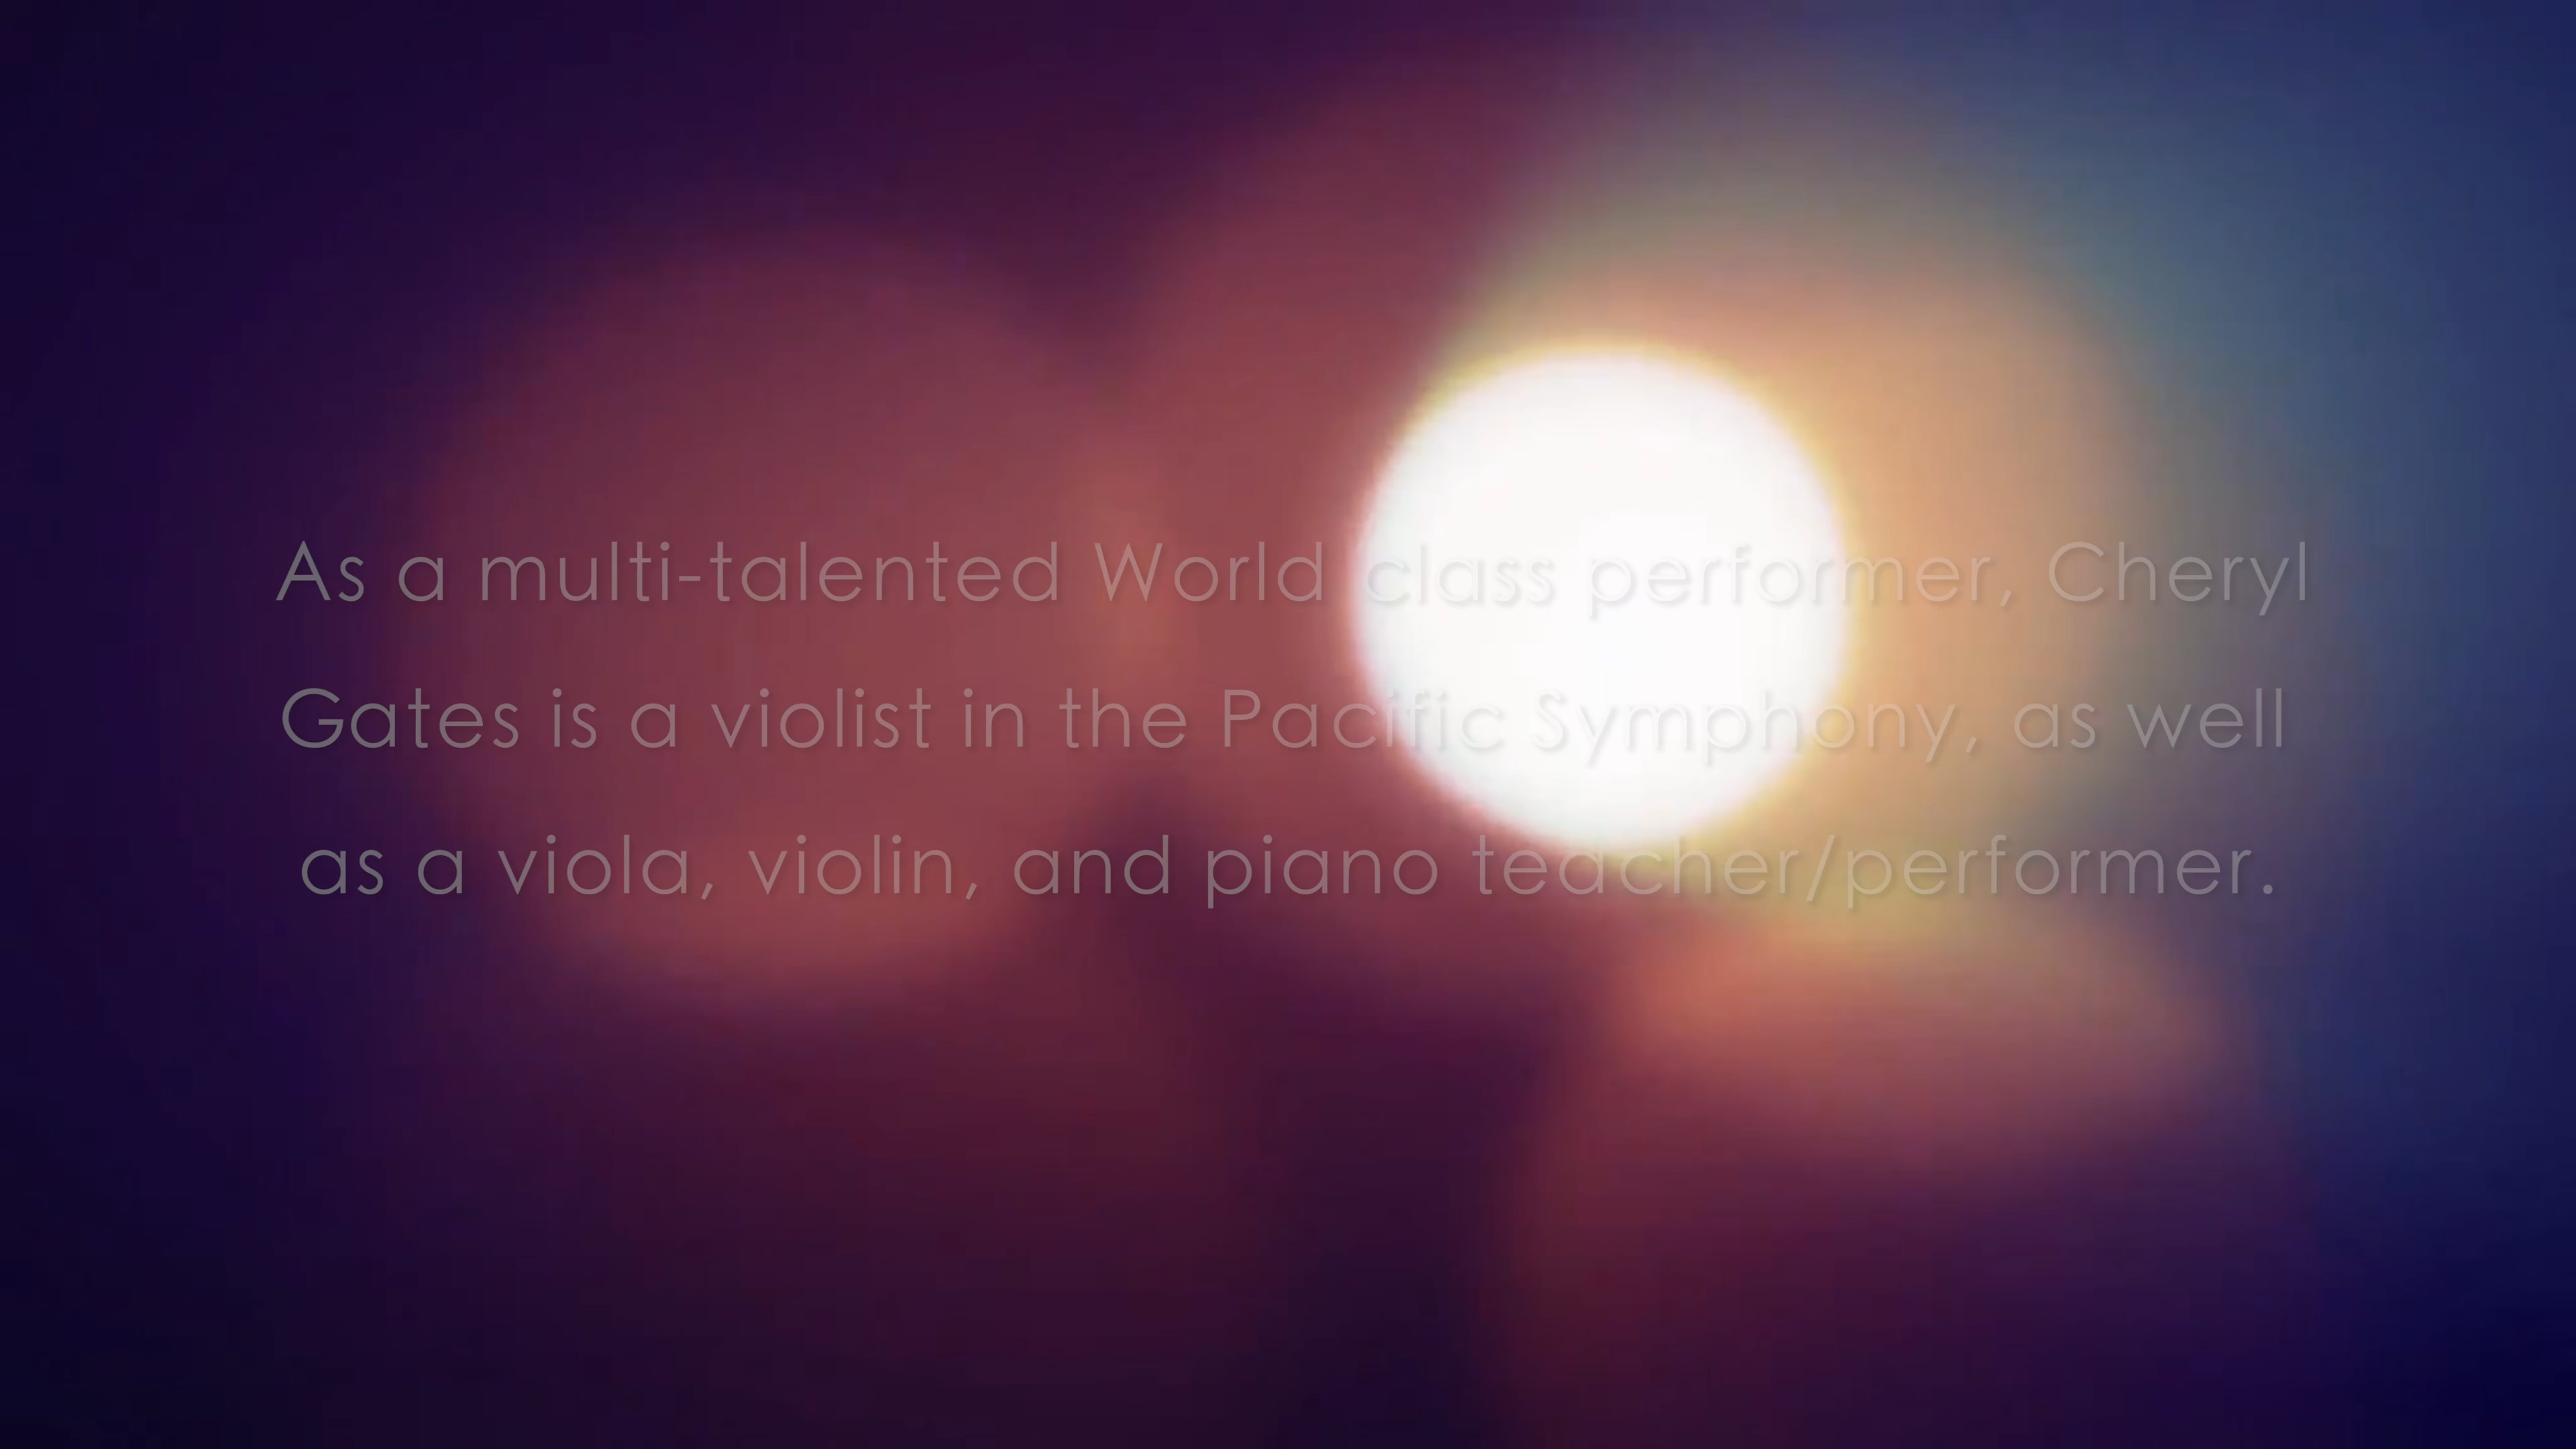 As a multi-talented World class performer, Cheryl
Gates is a violist in the Pacific Symphony, as well
as a viola, violin, and piano teacher/performer.